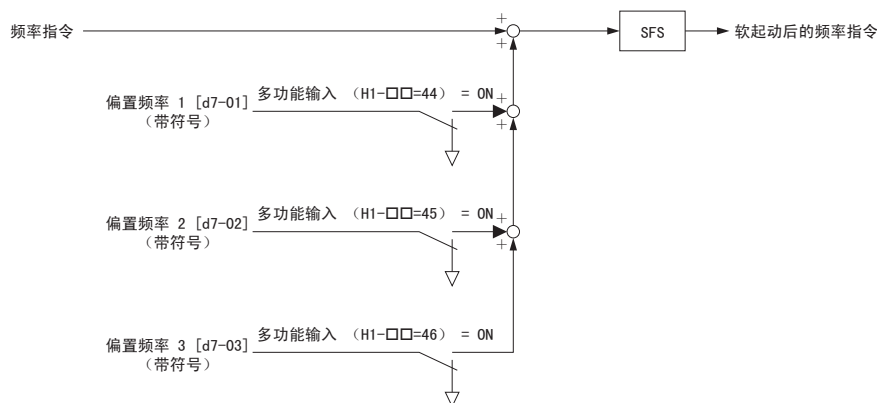 频率指令
+
+
SFS
软起动后的频率指令
偏置频率 1 [d7-01]
（带符号）
多功能输入 （H1-□□=44） = ON
+
+
偏置频率 2 [d7-02]
（带符号）
多功能输入 （H1-□□=45） = ON
+
+
偏置频率 3 [d7-03]
（带符号）
多功能输入 （H1-□□=46） = ON